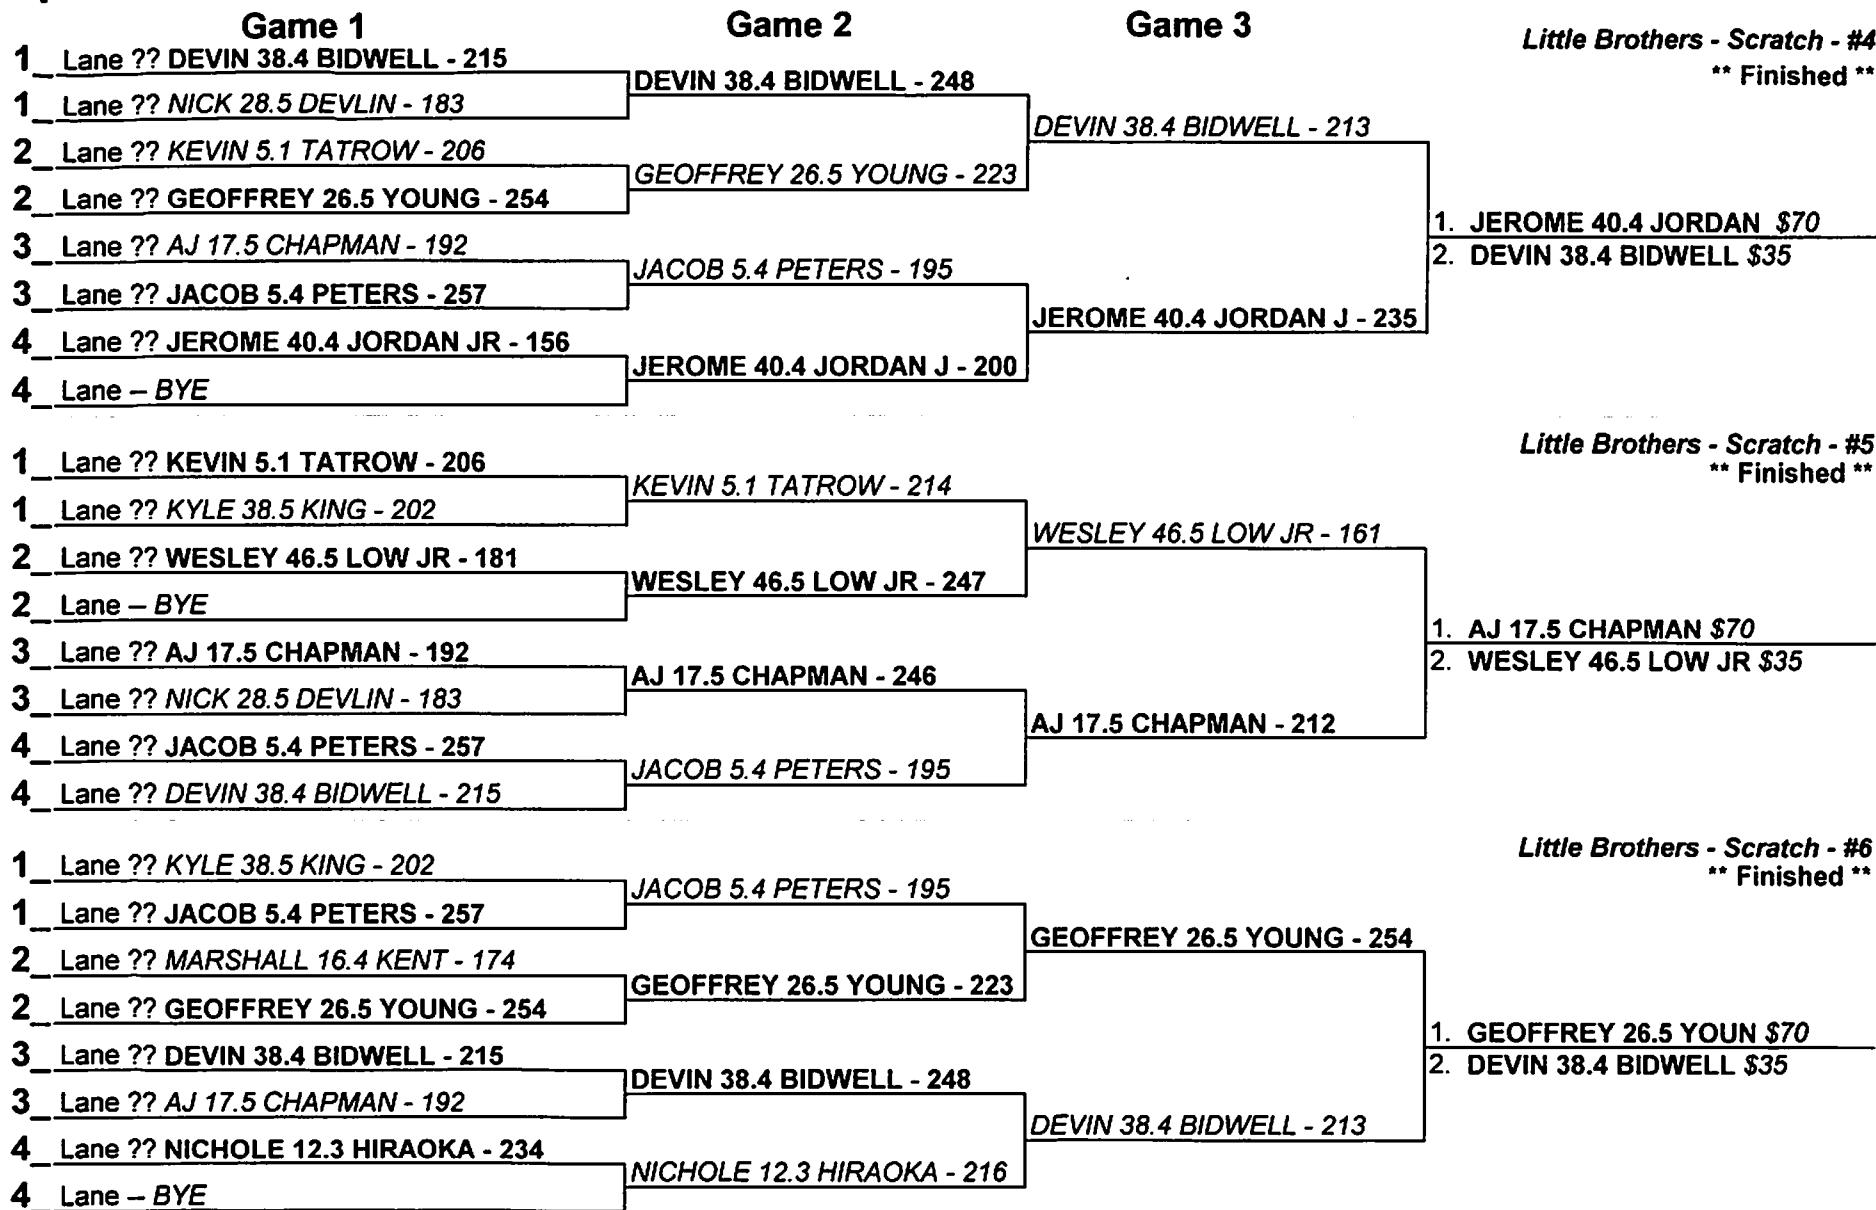 Game 1 Game 2 Game 3
Little Brothers - Scratch - #4
** Finished **
1_ Lane ?? DEVIN 38.4 BIDWELL - 215
DEVIN 38.4 BIDWELL - 248
1_ Lane ?? NICK 28.5 DEVLIN - 183
DEVIN 38.4 BIDWELL - 213
2_ Lane ?? KEVIN 5.1 TATROW - 206
GEOFFREY 26.5 YOUNG - 223
2_ Lane ?? GEOFFREY 26.5 YOUNG - 254
1. JEROME 40.4 JORDAN $70
3_ Lane ?? AJ 17.5 CHAPMAN - 192
2. DEVIN 38.4 BIDWELL $35
JACOB 5.4 PETERS - 195
3_ Lane ?? JACOB 5.4 PETERS - 257
JEROME 40.4 JORDAN J - 235
4_ Lane ?? JEROME 40.4 JORDAN JR - 156
JEROME 40.4 JORDAN J - 200
4_ Lane – BYE
Little Brothers - Scratch - #5
** Finished **
1_ Lane ?? KEVIN 5.1 TATROW - 206
KEVIN 5.1 TATROW - 214
1_ Lane ?? KYLE 38.5 KING - 202
WESLEY 46.5 LOW JR - 161
2_ Lane ?? WESLEY 46.5 LOW JR - 181
WESLEY 46.5 LOW JR - 247
2_ Lane – BYE
1. AJ 17.5 CHAPMAN $70
3_ Lane ?? AJ 17.5 CHAPMAN - 192
2. WESLEY 46.5 LOW JR $35
AJ 17.5 CHAPMAN - 246
3_ Lane ?? NICK 28.5 DEVLIN - 183
AJ 17.5 CHAPMAN - 212
4_ Lane ?? JACOB 5.4 PETERS - 257
JACOB 5.4 PETERS - 195
4_ Lane ?? DEVIN 38.4 BIDWELL - 215
Little Brothers - Scratch - #6
** Finished **
1_ Lane ?? KYLE 38.5 KING - 202
JACOB 5.4 PETERS - 195
1_ Lane ?? JACOB 5.4 PETERS - 257
GEOFFREY 26.5 YOUNG - 254
2_ Lane ?? MARSHALL 16.4 KENT - 174
GEOFFREY 26.5 YOUNG - 223
2_ Lane ?? GEOFFREY 26.5 YOUNG - 254
1. GEOFFREY 26.5 YOUN $70
3_ Lane ?? DEVIN 38.4 BIDWELL - 215
2. DEVIN 38.4 BIDWELL $35
DEVIN 38.4 BIDWELL - 248
3_ Lane ?? AJ 17.5 CHAPMAN - 192
DEVIN 38.4 BIDWELL - 213
4_ Lane ?? NICHOLE 12.3 HIRAOKA - 234
NICHOLE 12.3 HIRAOKA - 216
4_ Lane – BYE